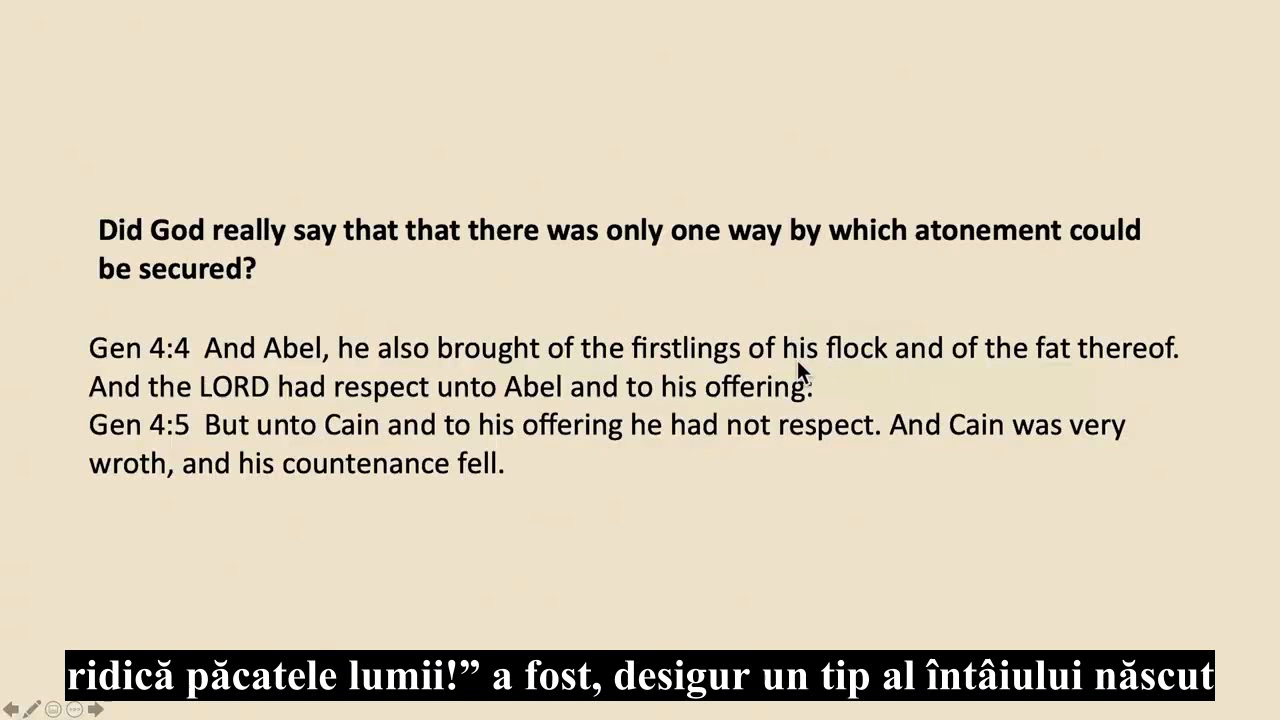 Did God really say that that there was only one way by which atonement could
be secured?
Gen 4:4  And Abel, he also brought of the firstlings of his flock and of the fat thereof.
And the LORD had respect unto Abel and to his offering:
Gen 4:5  But unto Cain and to his offering he had not respect. And Cain was very
wroth, and his countenance fell.
ridică păcatele lumii!” a fost, desigur un tip al întâiului născut